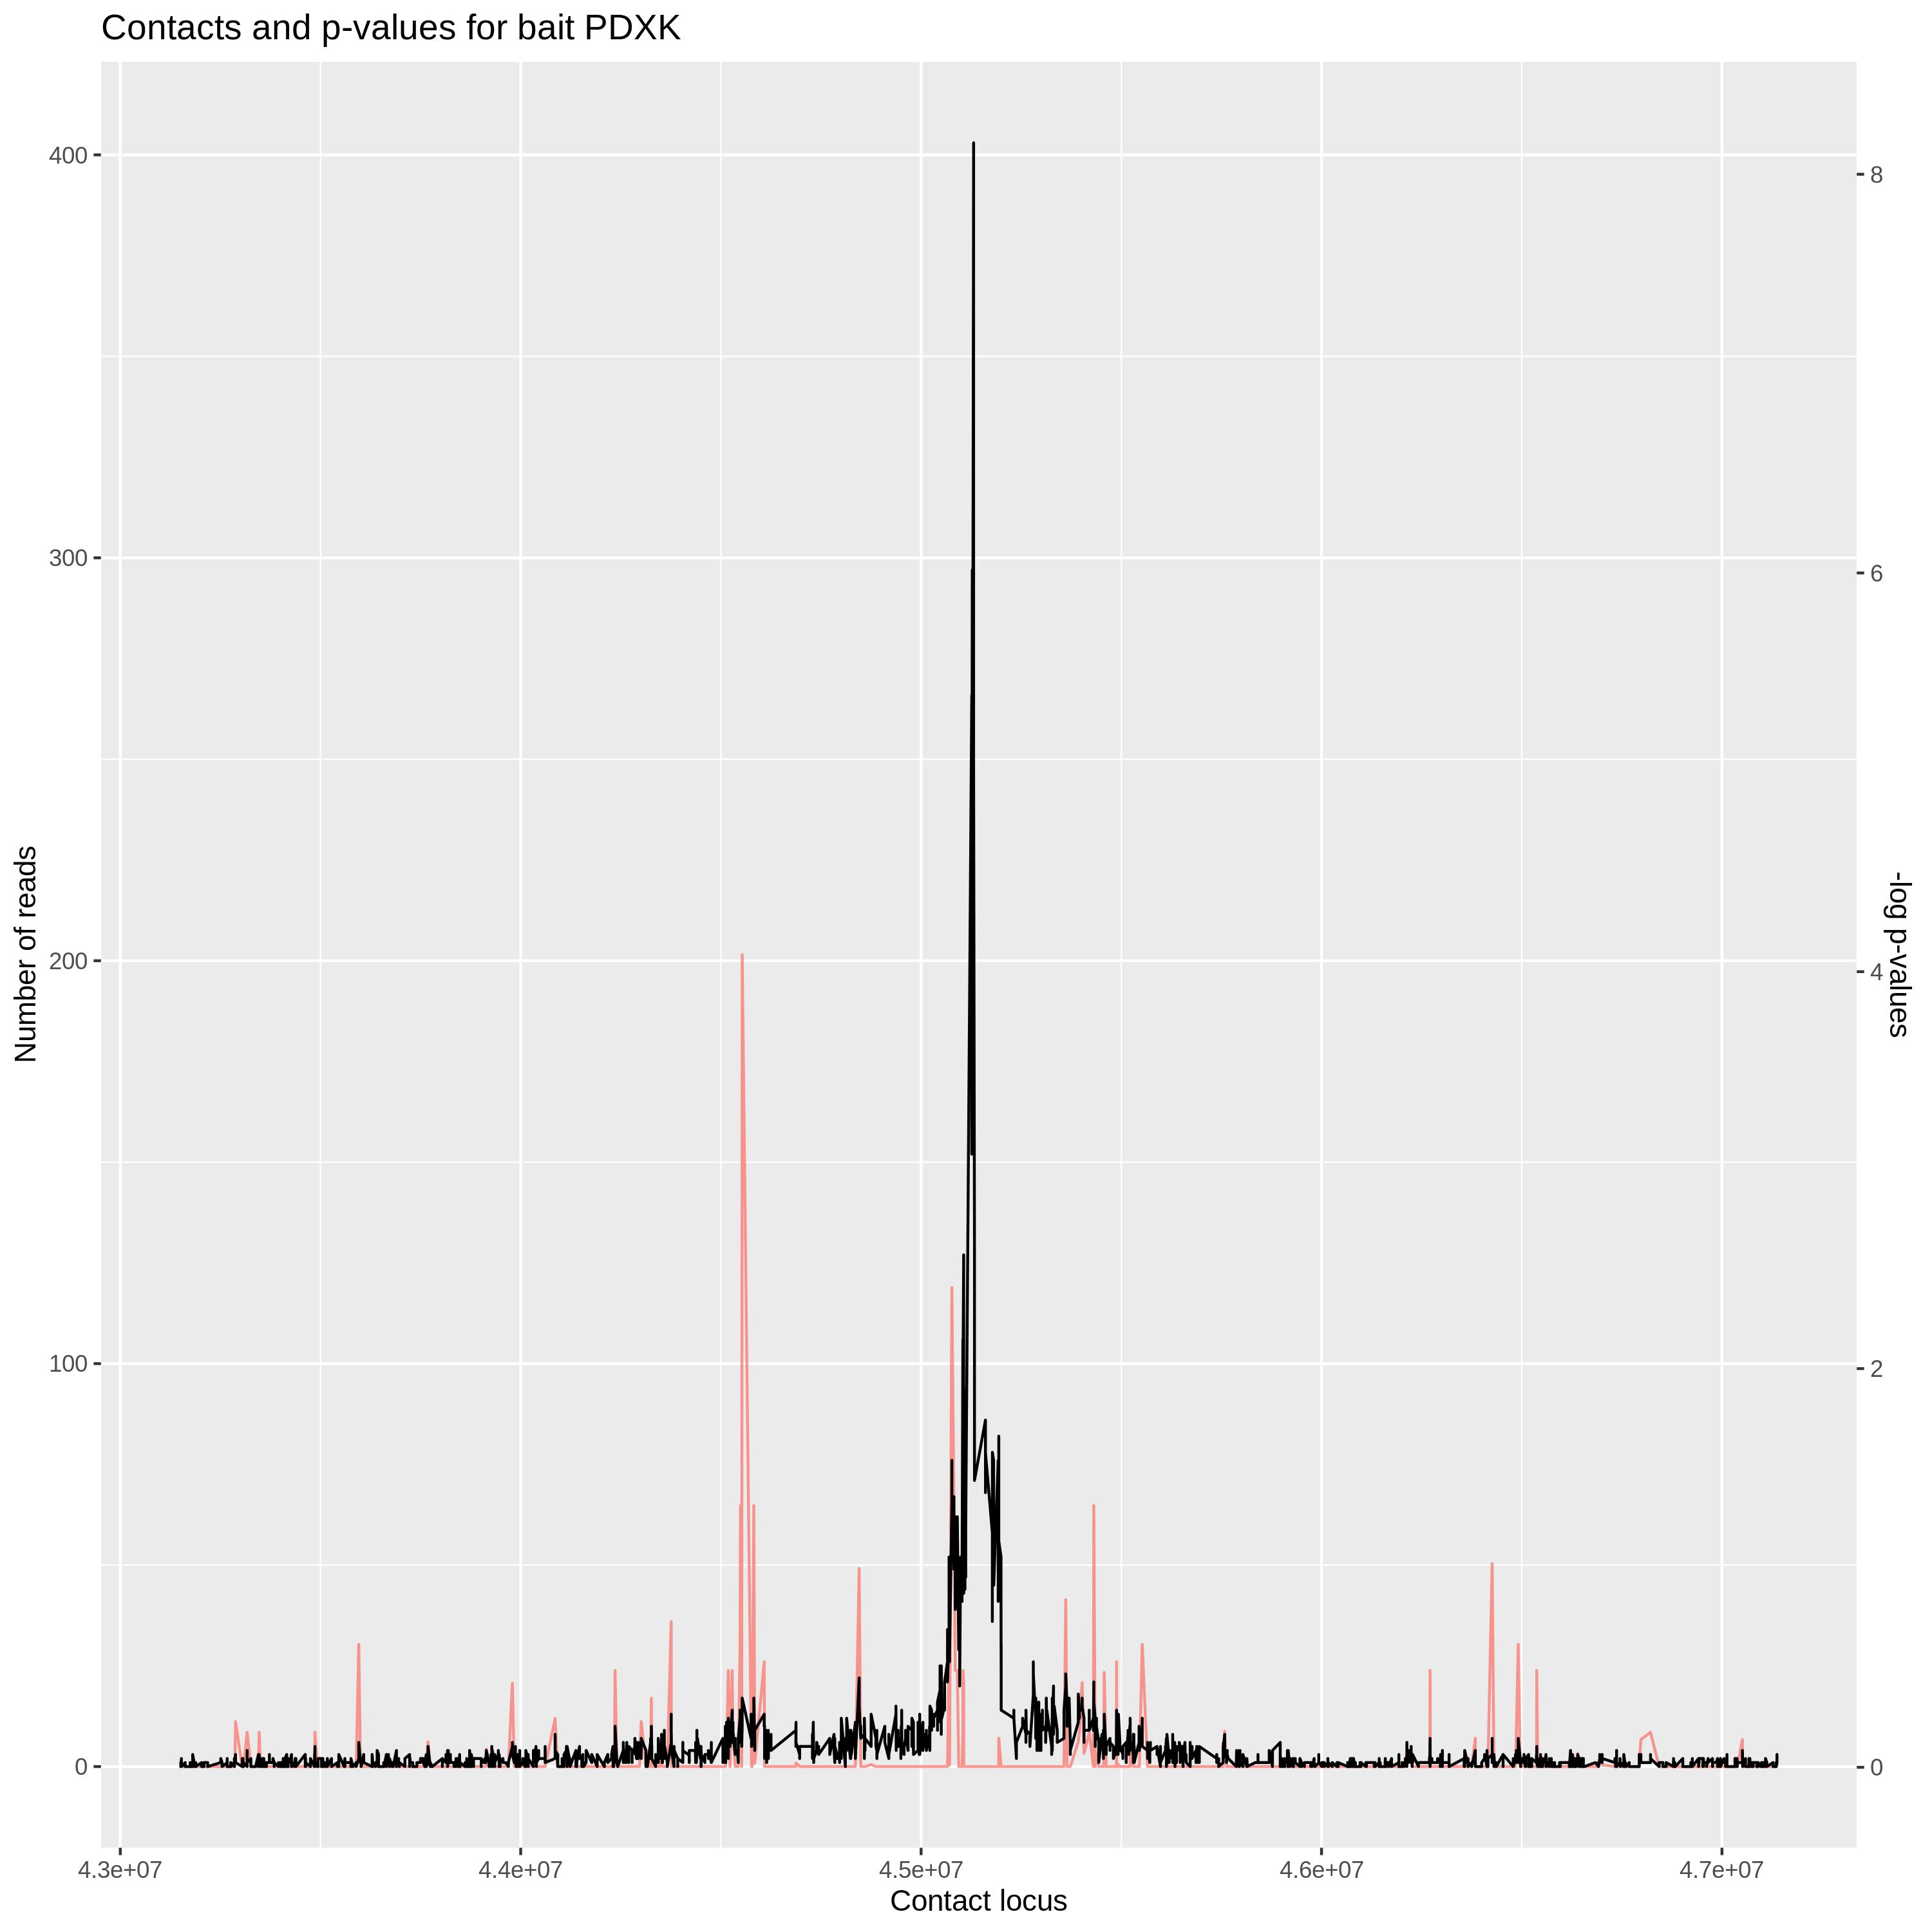 Contacts and p-values for bait PDXK
400
300
200
100
0
Number of reads
8
6
4
2
0
-log p-values
4.3e+07
4.4e+07
4.5e+07
4.6e+07
4.7e+07
Contact locus